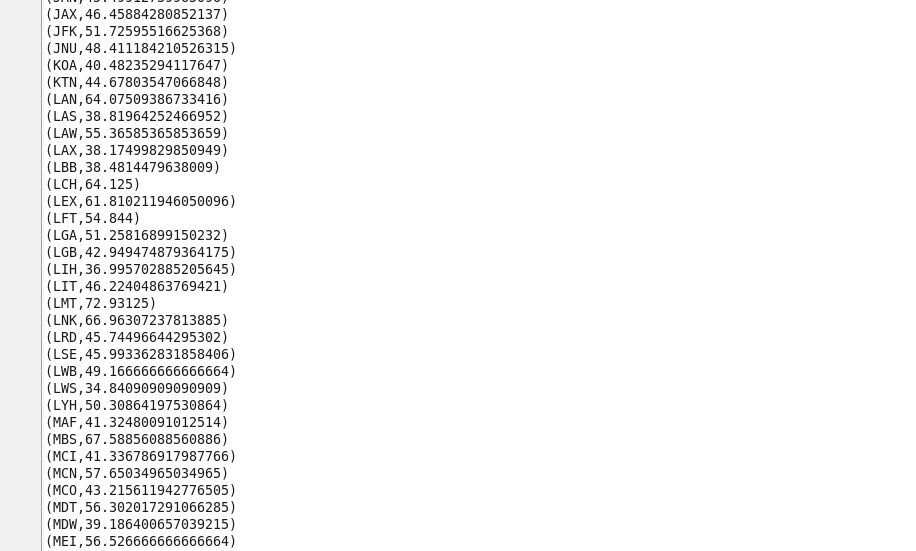 (JAX,46.45884280852137)
(JFK,51.72595516625368)
(JNU,48.411184210526315)
(KOA,40.48235294117647)
(KTN,44.67803547066848)
(LAN,64.07509386733416)
(LAS,38.81964252466952)
(LAW,55.36585365853659)
(LAX,38.17499829850949)
(LBB,38.4814479638009)
(LCH,64.125)
(LEX,61.810211946050096)
(LFT,54.844)
(LGA,51.25816899150232)
(LGB,42.949474879364175)
(LIH,36.995702885205645)
(LIT,46.22404863769421)
(LMT,72.93125)
(LNK,66.96307237813885)
(LRD,45.74496644295302)
(LSE,45.993362831858406)
(LWB,49.166666666666664)
(LWS,34.84090909090909)
(LYH,50.30864197530864)
(MAF,41.32480091012514)
(MBS,67.58856088560886)
(MCI,41.336786917987766)
(MCN,57.65034965034965)
(MCO,43.215611942776505)
(MDT,56.302017291066285)
(MDW,39.186400657039215)
(MEI,56.526666666666664)